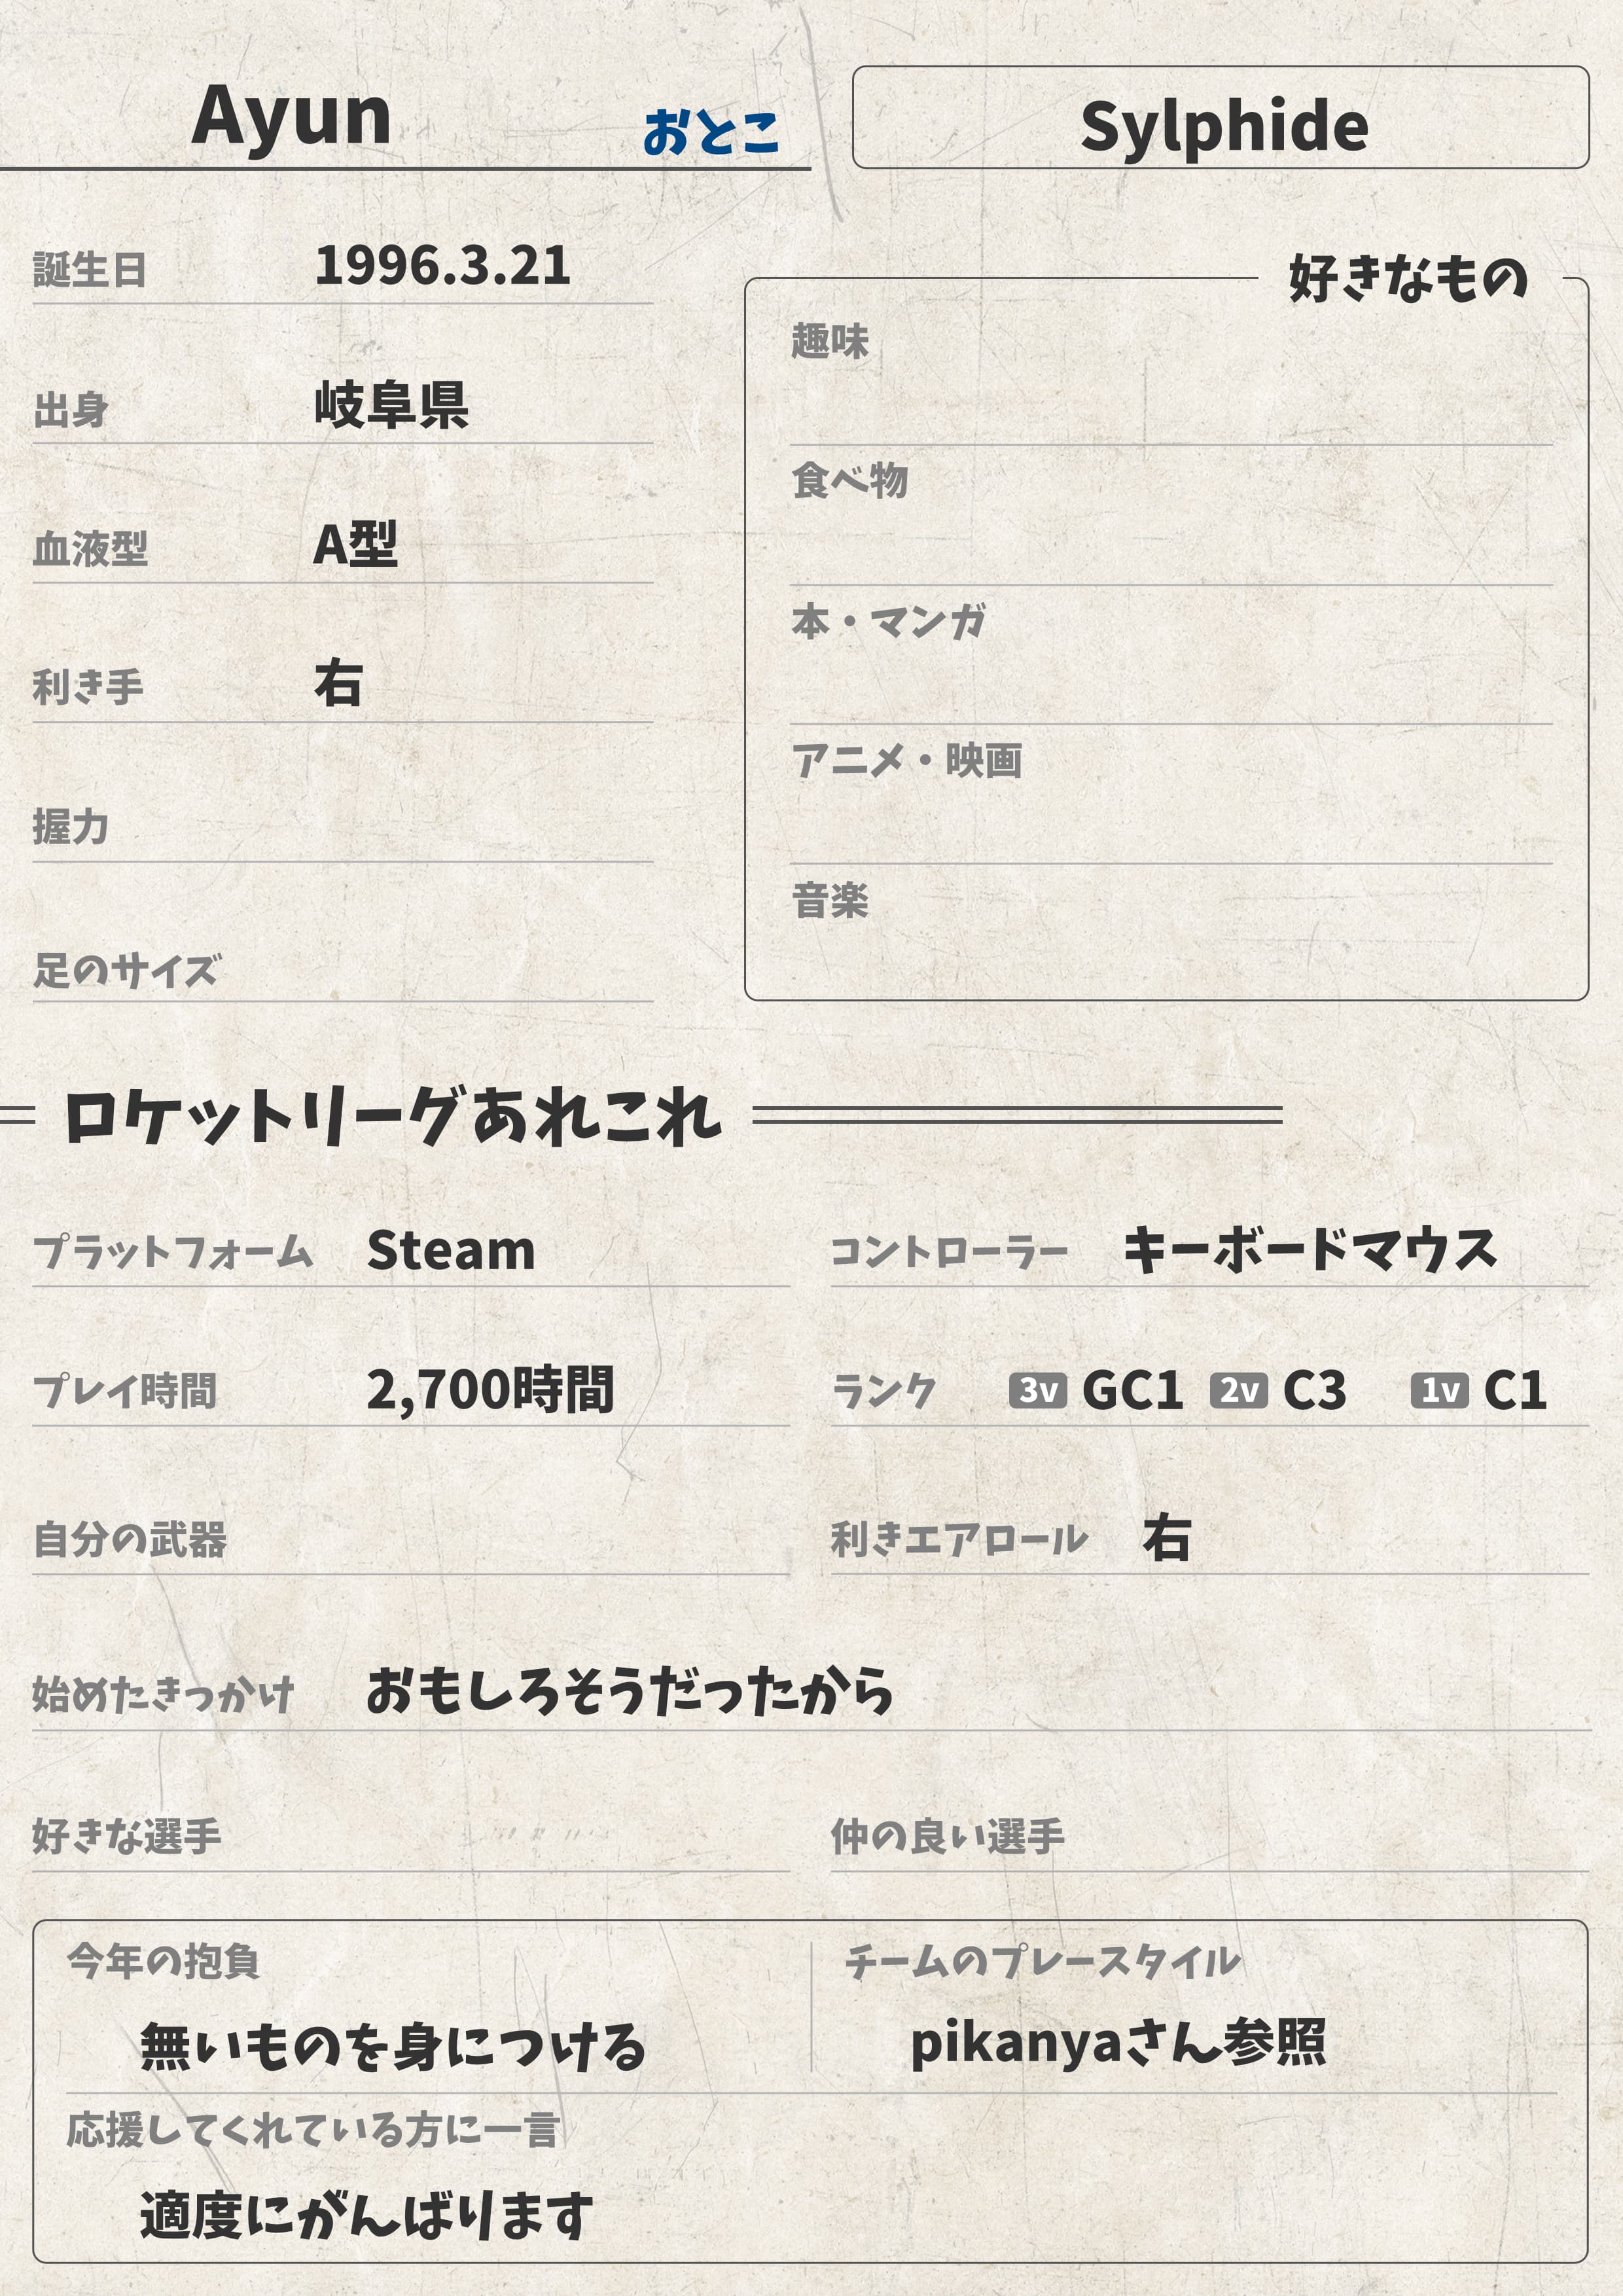 Ayun おとこ
Sylphide
誕生日 1996.3.21
出身 岐阜県
血液型 A型
利き手 右
握力
足のサイズ
好きなもの
趣味
食べ物
本・マンガ
アニメ・映画
音楽
ロケットリーグあれこれ
プラットフォーム Steam
コントローラー キーボードマウス
プレイ時間 2,700時間
ランク 3v GC1 2v C3 1v C1
自分の武器
利きエアロール 右
始めたきっかけ おもしろそうだったから
好きな選手
仲の良い選手
今年の抱負
無いものを身につける
チームのプレースタイル
pikanyaさん参照
応援してくれている方に一言
適度にがんばります